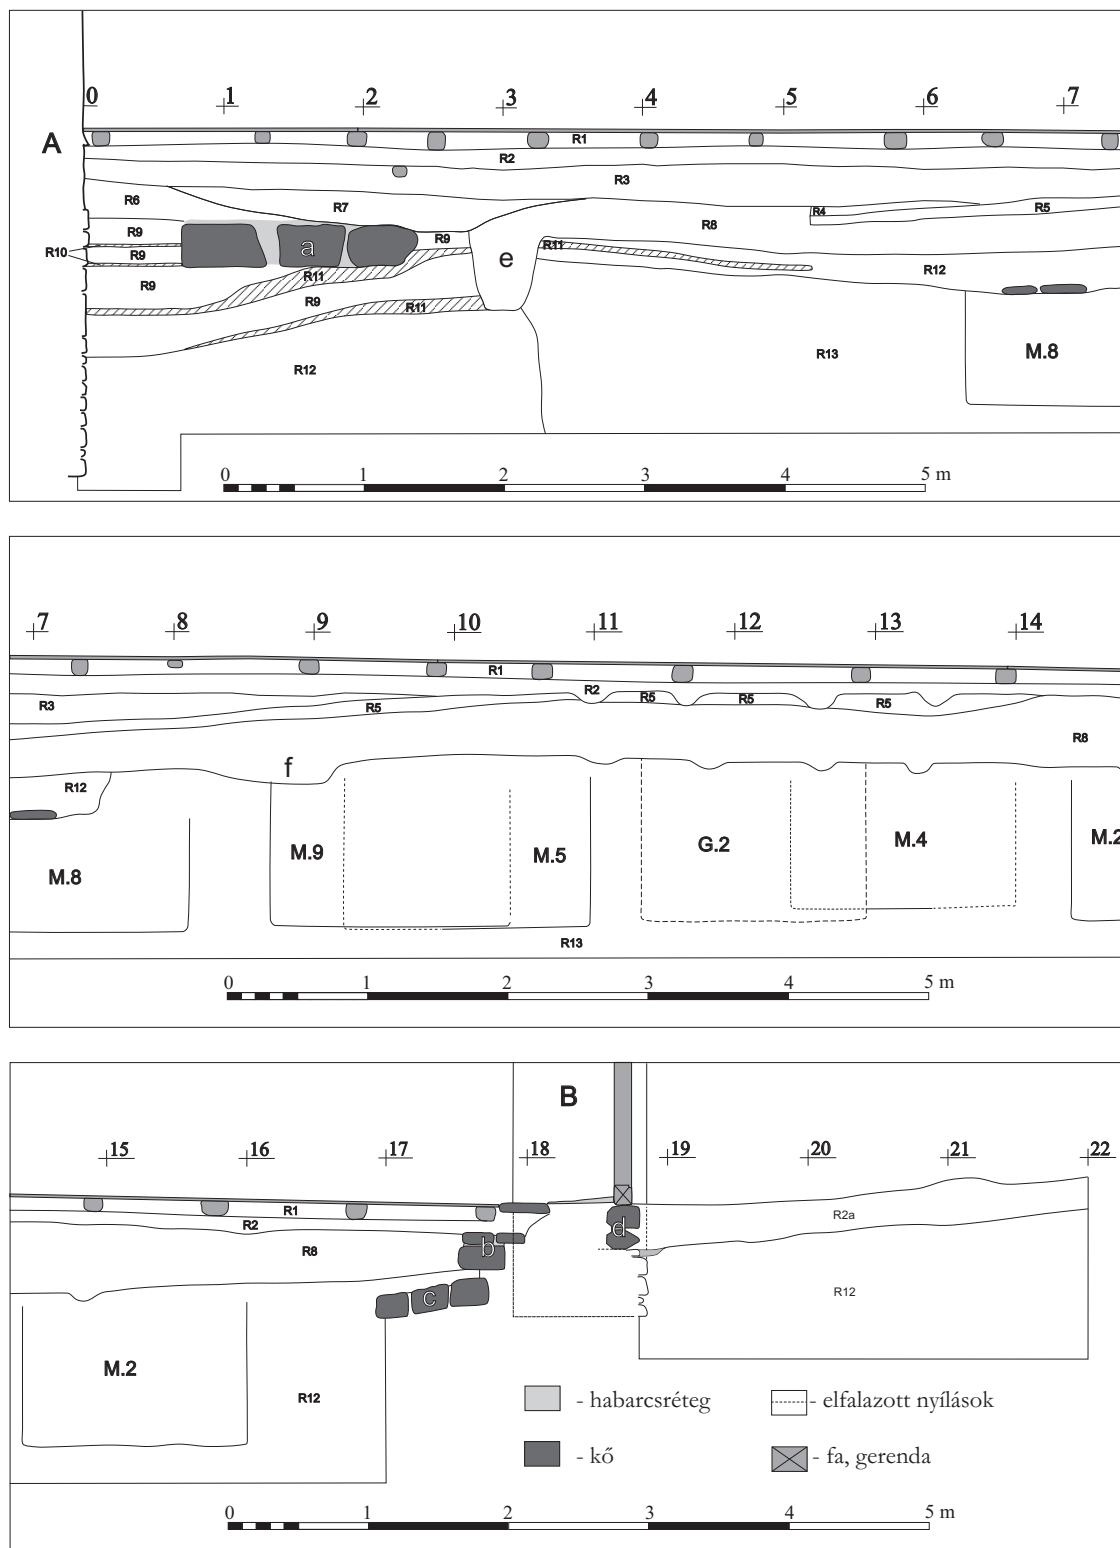 0 1 2 3 4 5 6 7
A
R1
R2
R3
R6
R7
R4
R5
R8
R9
R9
R10
R9
a
R11
e
R11
R12
R9
R9
R11
R12
R13
M.8
0 1 2 3 4 5 m
7 8 9 10 11 12 13 14
R1
R2
R3
R5
R5
R5
R5
R8
f
R12
M.8
M.9
M.5
G.2
M.4
M.2
R13
0 1 2 3 4 5 m
B
15 16 17 18 19 20 21 22
R1
R2
R2a
R8
b
d
c
R12
M.2
R12
- habarcsréteg
- elfalazott nyílások
- kő
- fa, gerenda
0 1 2 3 4 5 m